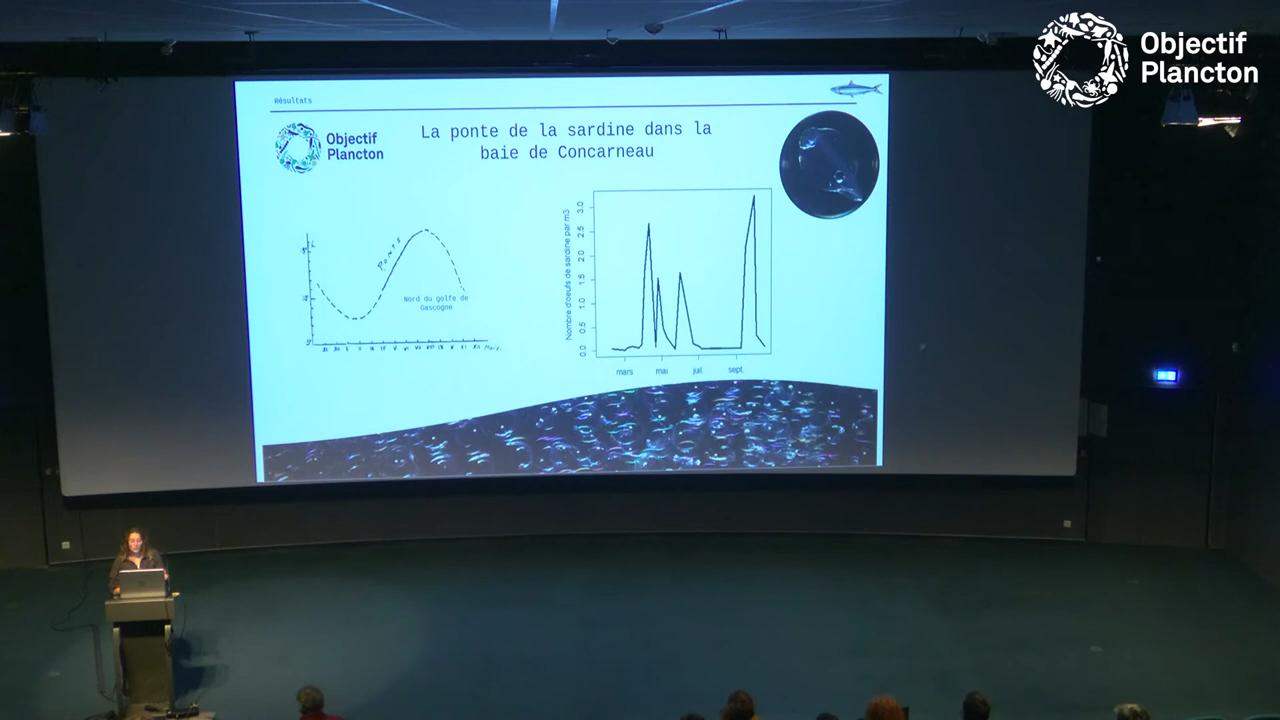 Objectif
Plancton
Résultats
Objectif
Plancton
La ponte de la sardine dans la
baie de Concarneau
Ponte
Nord du golfe de
Gascogne
Mois
Nombre d'oeufs de sardine par m3
3.0
2.5
2.0
1.5
1.0
0.5
0.0
mars
mai
juil.
sept.